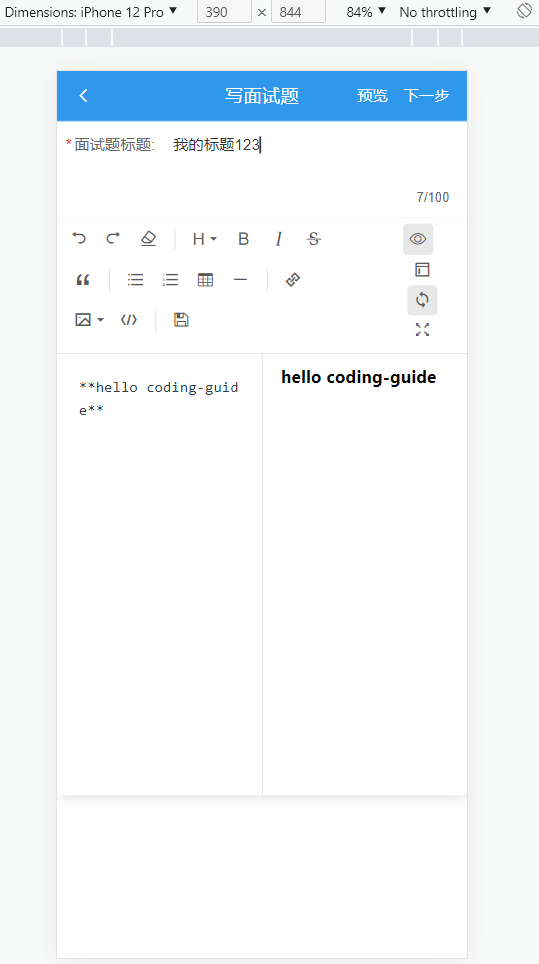 Dimensions: iPhone 12 Pro ▼ 390 × 844 84% ▼ No throttling ▼
写面试题 预览 下一步
*面试题标题: 我的标题123
7/100
H B I S
**hello coding-guid
e**
hello coding-guide